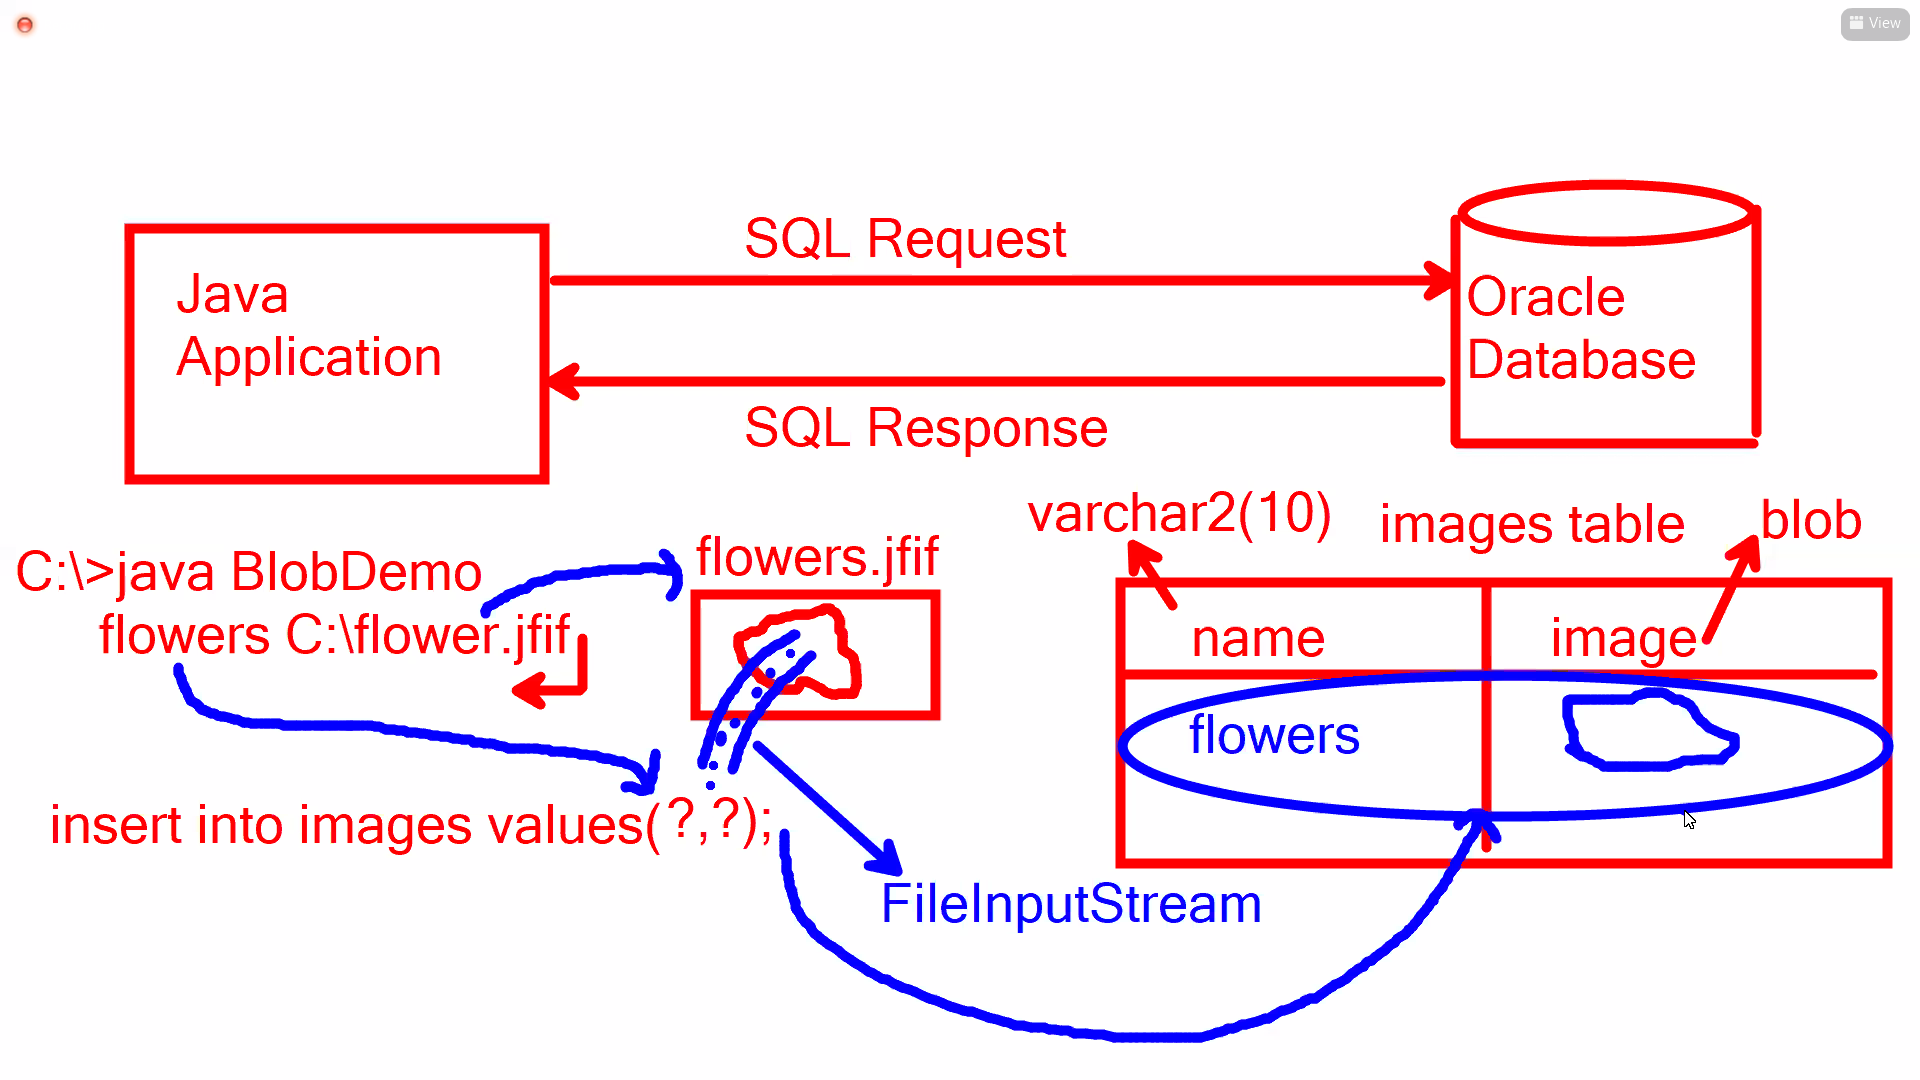 View
SQL Request
Java
Application
Oracle
Database
SQL Response
varchar2(10)
images table
blob
C:\>java BlobDemo
flowers C:\flower.jfif
flowers.jfif
name
image
flowers
insert into images values(?,?);
FileInputStream